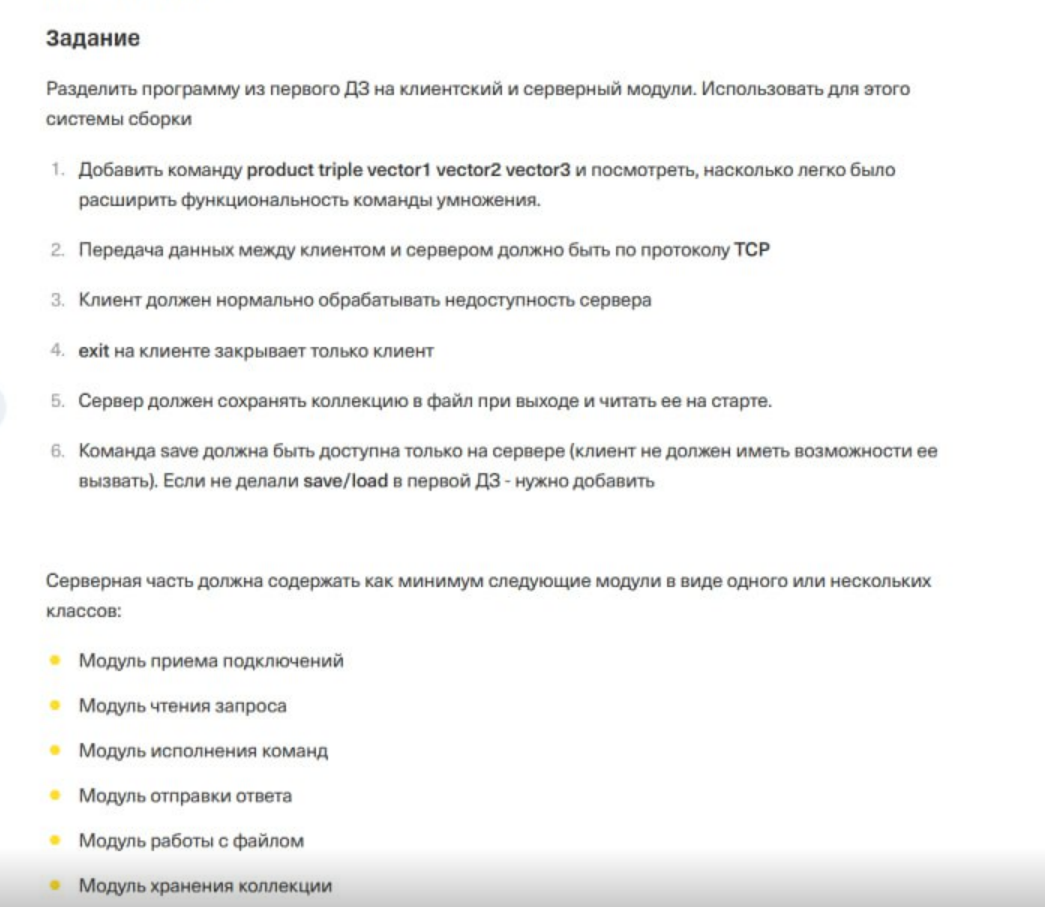 Задание
Разделить программу из первого ДЗ на клиентский и серверный модули. Использовать для этого
системы сборки
1. Добавить команду product triple vector1 vector2 vector3 и посмотреть, насколько легко было
расширить функциональность команды умножения.
2. Передача данных между клиентом и сервером должно быть по протоколу TCP
3. Клиент должен нормально обрабатывать недоступность сервера
4. exit на клиенте закрывает только клиент
5. Сервер должен сохранять коллекцию в файл при выходе и читать ее на старте.
6. Команда save должна быть доступна только на сервере (клиент не должен иметь возможности ее
вызвать). Если не делали save/load в первой ДЗ - нужно добавить
Серверная часть должна содержать как минимум следующие модули в виде одного или нескольких
классов:
Модуль приема подключений
Модуль чтения запроса
Модуль исполнения команд
Модуль отправки ответа
Модуль работы с файлом
Модуль хранения коллекции